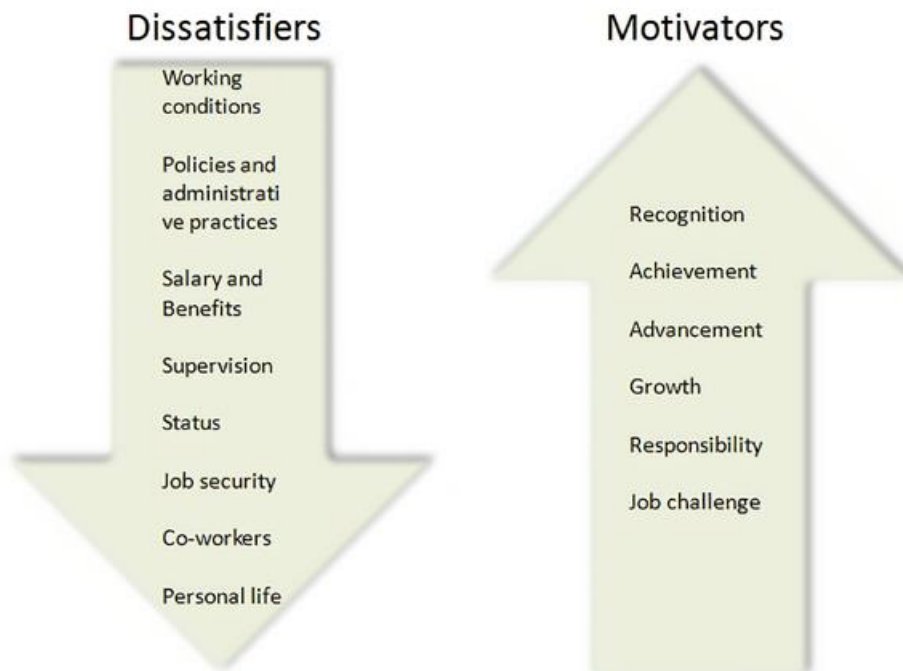 Dissatisfiers
Working
conditions
Policies and
administrati
ve practices
Salary and
Benefits
Supervision
Status
Job security
Co-workers
Personal life
Motivators
Recognition
Achievement
Advancement
Growth
Responsibility
Job challenge